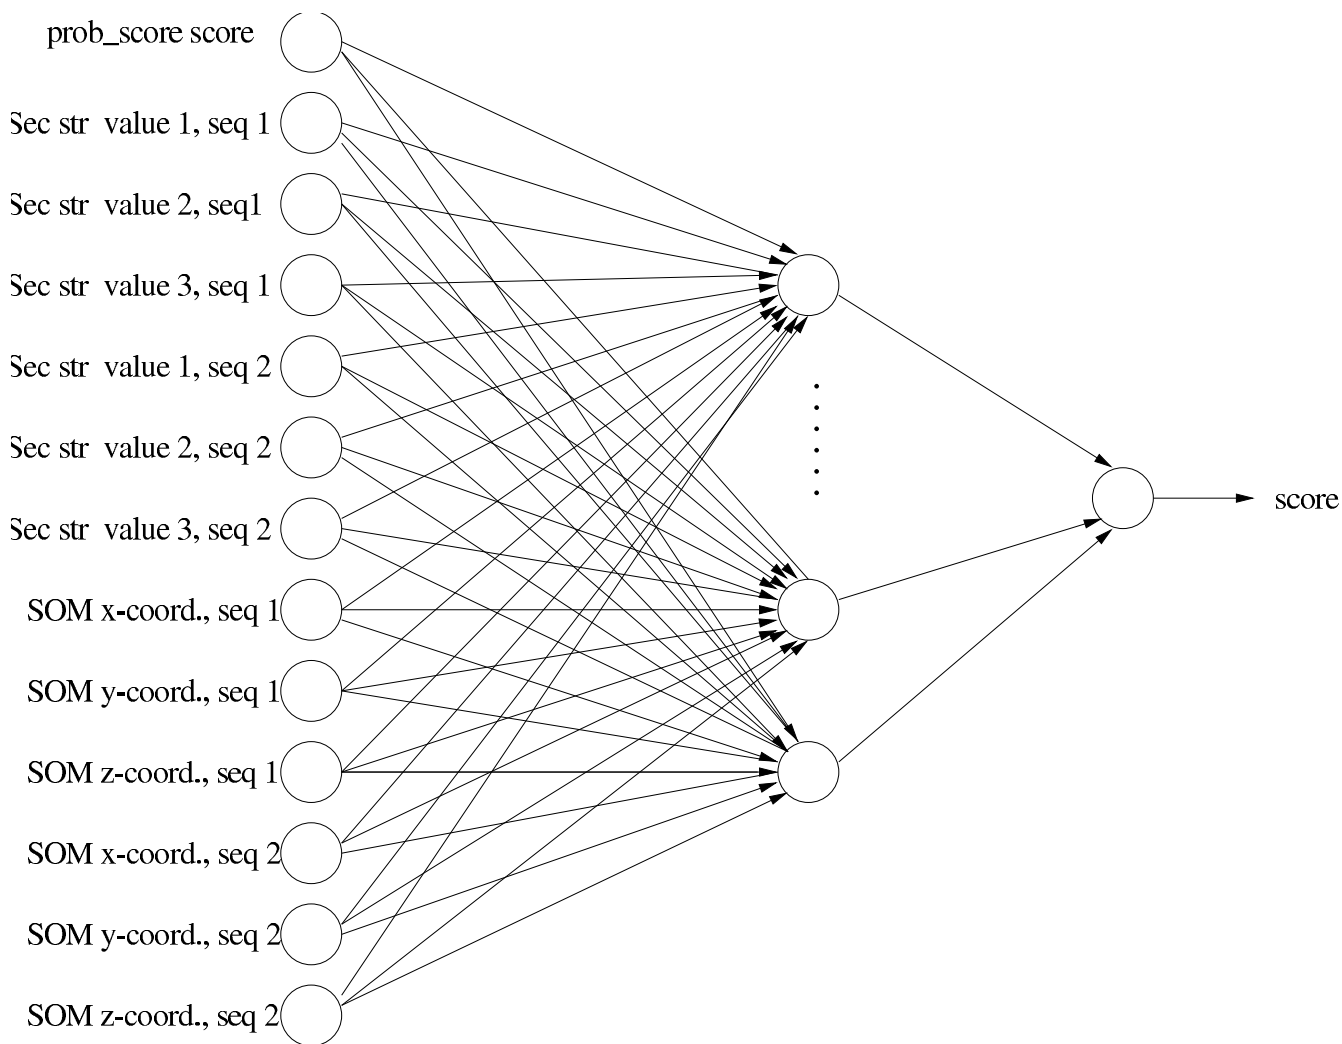 prob_score score
Sec str value 1, seq 1
Sec str value 2, seq1
Sec str value 3, seq 1
Sec str value 1, seq 2
Sec str value 2, seq 2
Sec str value 3, seq 2
score
SOM x-coord., seq 1
SOM y-coord., seq 1
SOM z-coord., seq 1
SOM x-coord., seq 2
SOM y-coord., seq 2
SOM z-coord., seq 2